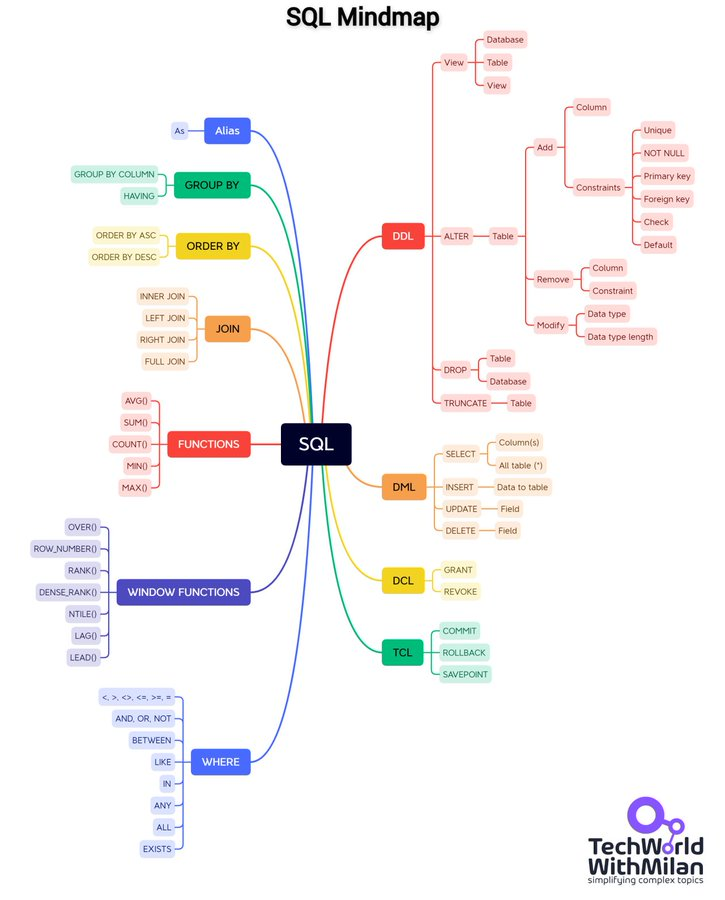 SQL Mindmap
SQL
Alias
As
GROUP BY
GROUP BY COLUMN
HAVING
ORDER BY
ORDER BY ASC
ORDER BY DESC
JOIN
INNER JOIN
LEFT JOIN
RIGHT JOIN
FULL JOIN
FUNCTIONS
AVG()
SUM()
COUNT()
MIN()
MAX()
WINDOW FUNCTIONS
OVER()
ROW_NUMBER()
RANK()
DENSE_RANK()
NTILE()
LAG()
LEAD()
WHERE
<, >, <>, <=, >=, =
AND, OR, NOT
BETWEEN
LIKE
IN
ANY
ALL
EXISTS
DDL
View
Database
Table
View
ALTER
Table
Add
Column
Constraints
Unique
NOT NULL
Primary key
Foreign key
Check
Default
Remove
Column
Constraint
Modify
Data type
Data type length
DROP
Table
Database
TRUNCATE
Table
DML
SELECT
Column(s)
All table (*)
INSERT
Data to table
UPDATE
Field
DELETE
Field
DCL
GRANT
REVOKE
TCL
COMMIT
ROLLBACK
SAVEPOINT
TechWorld
WithMilan
simplifying complex topics